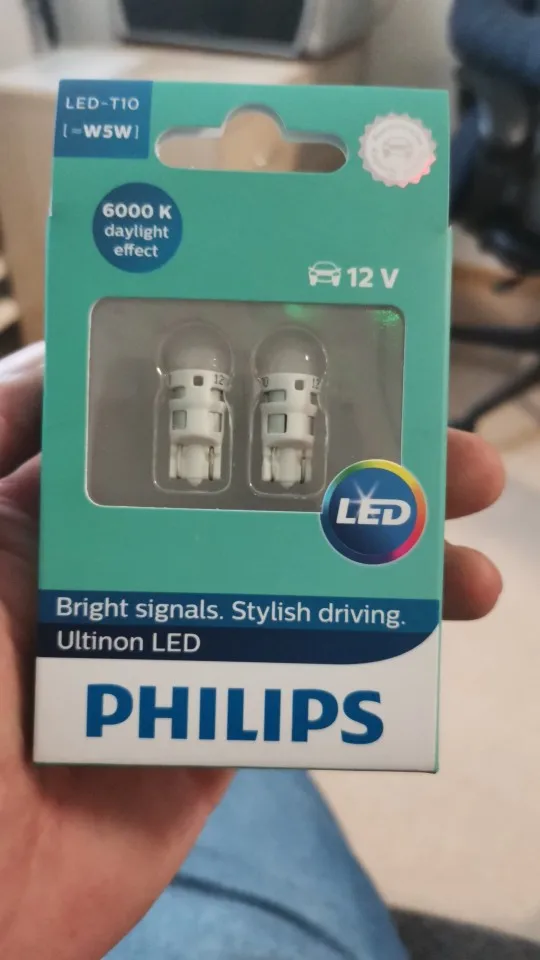 LED-T10
[≈W5W]
6000 K
daylight
effect
12 V
LED
Bright signals. Stylish driving.
Ultinon LED
PHILIPS